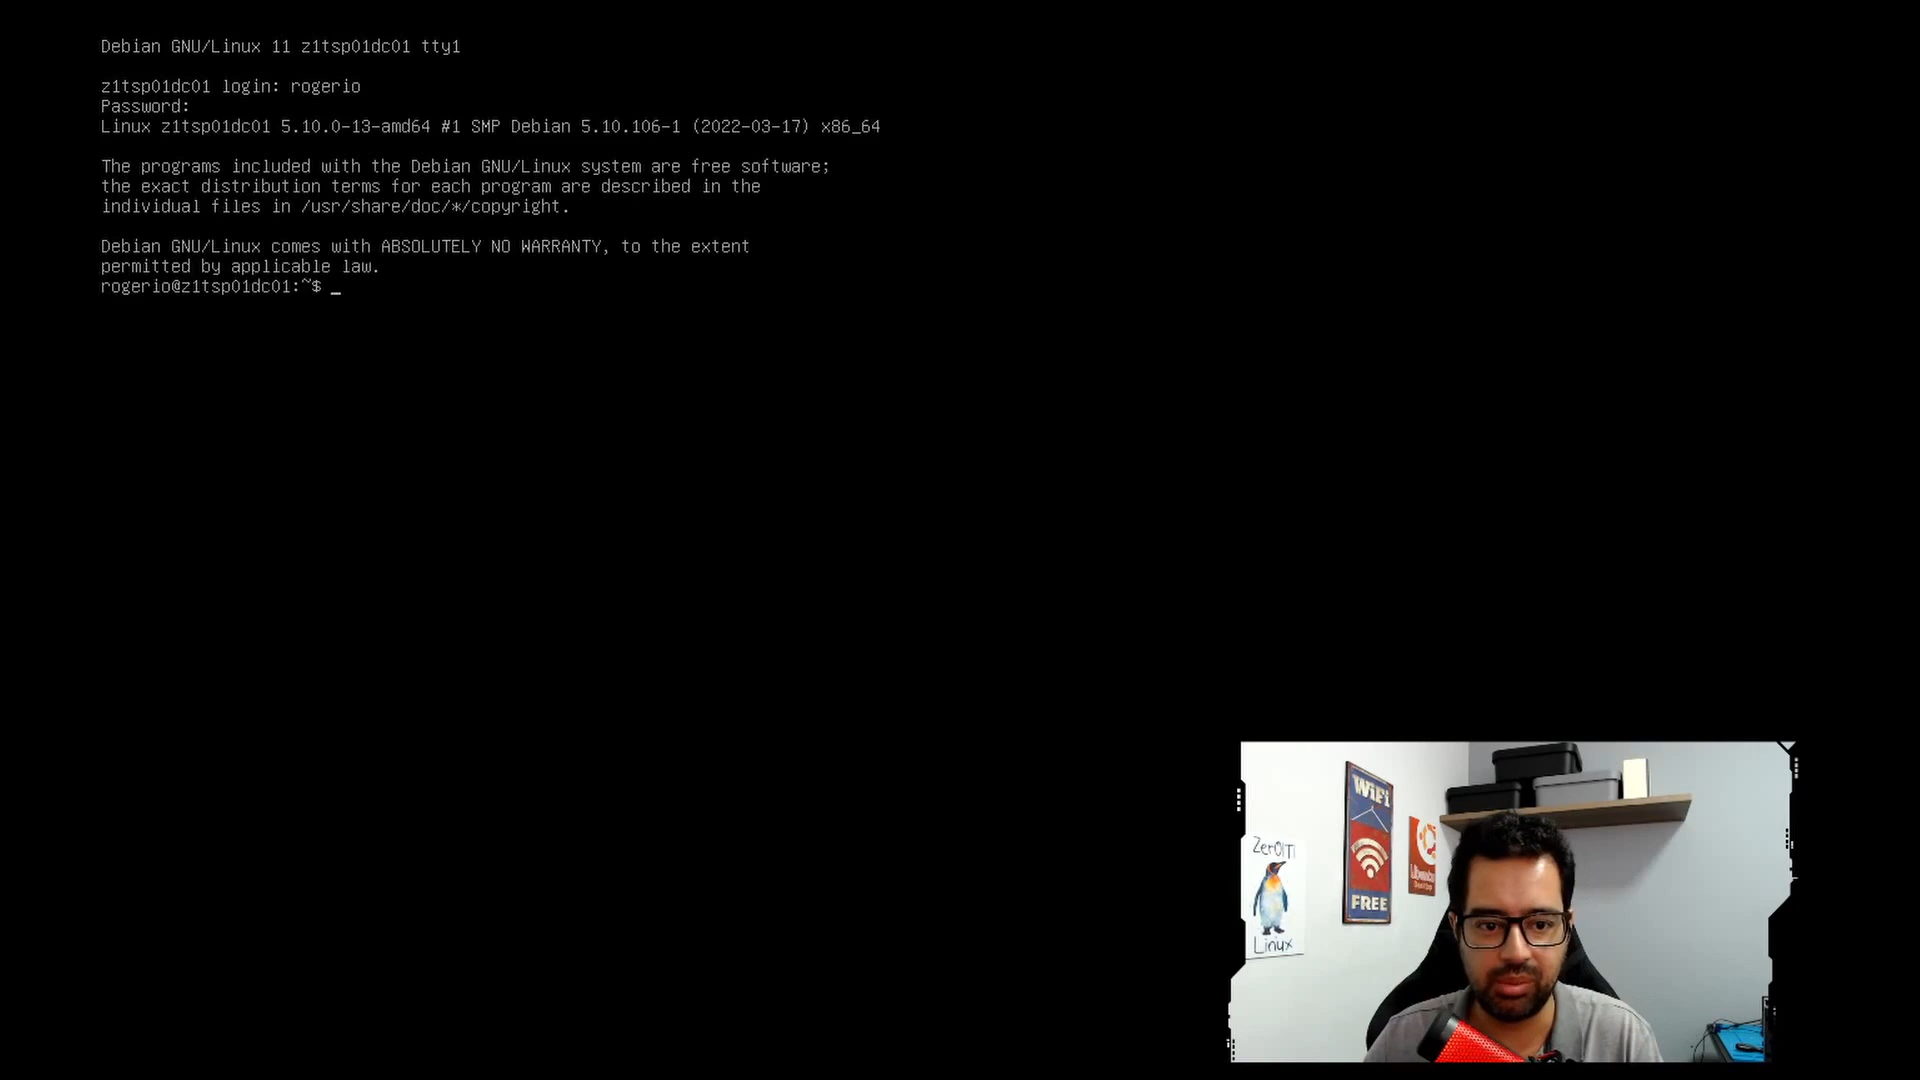 Debian GNU/Linux 11 z1tsp01dc01 tty1
z1tsp01dc01 login: rogerio
Password:
Linux z1tsp01dc01 5.10.0-13-amd64 #1 SMP Debian 5.10.106-1 (2022-03-17) x86_64
The programs included with the Debian GNU/Linux system are free software;
the exact distribution terms for each program are described in the
individual files in /usr/share/doc/*/copyright.
Debian GNU/Linux comes with ABSOLUTELY NO WARRANTY, to the extent
permitted by applicable law.
rogerio@z1tsp01dc01:~$ _
WiFi
FREE
Zer0iTi
Linux
Ubuntu